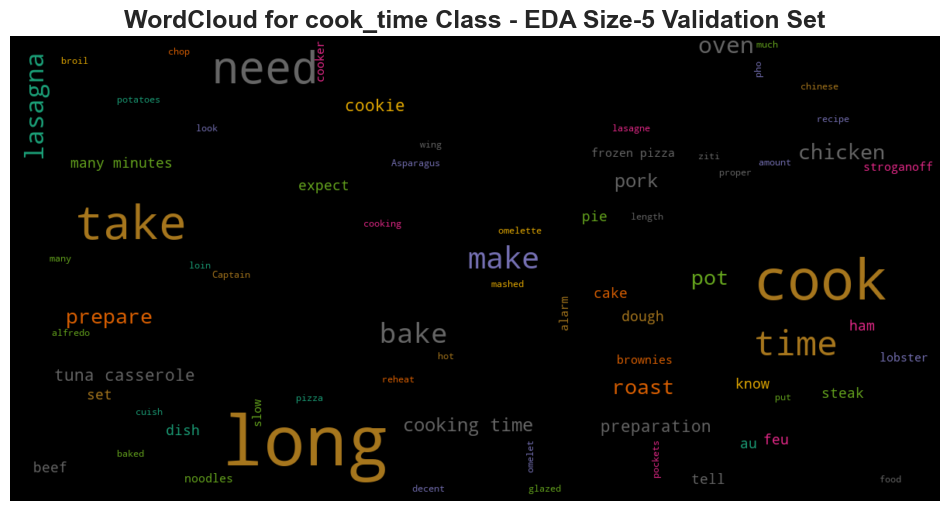 WordCloud for cook_time Class - EDA Size-5 Validation Set
lasagna
broil
chop
need
cooker
oven
much
pho
chinese
potatoes
cookie
look
lasagne
recipe
many minutes
wing
Asparagus
frozen pizza
ziti
amount
chicken
stroganoff
proper
expect
pork
take
cooking
omelette
pie
length
make
many
loin
Captain
mashed
pot
cook
prepare
alfredo
bake
alarm
cake
dough
time
ham
hot
brownies
lobster
tuna casserole
set
reheat
roast
know
put
steak
cuish
slow
pizza
dish
long
cooking time
preparation
au
feu
beef
baked
noodles
omelet
pockets
tell
food
decent
glazed